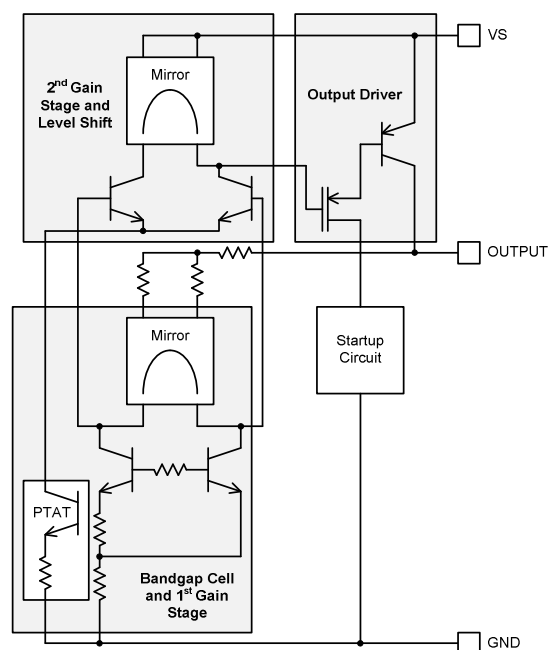 VS
Mirror
2nd Gain
Stage and
Level Shift
Output Driver
OUTPUT
Mirror
Startup
Circuit
PTAT
Bandgap Cell
and 1st Gain
Stage
GND